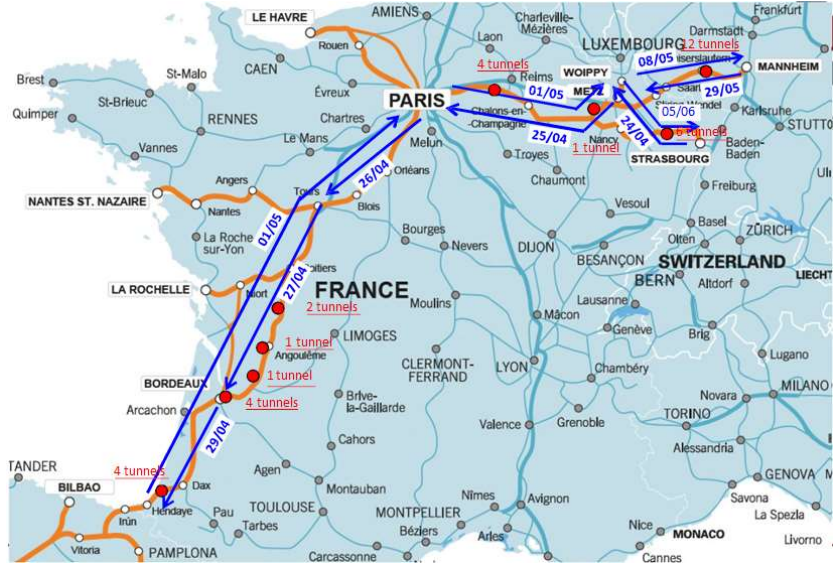 LE HAVRE
AMIENS
Charleville-
Mézières
Frankfurt
Rouen
Laon
LUXEMBOURG
Darmstadt
12 tunnels
CAEN
Reims
4 tunnels
WOIPPY
08/05
MANNHEIM
Brest
St-Malo
Évreux
PARIS
01/05
METZ
29/05
St-Brieuc
Chartres
Chalons-en-
Champagne
05/06
Karlsruhe
Quimper
RENNES
Le Mans
Melun
25/04
Nancy
24/04
6 tunnels
Vannes
Troyes
1 tunnel
STRASBOURG
Baden-
Baden
Chaumont
Angers
Tours
26/04
Orléans
Freiburg
NANTES ST. NAZAIRE
Nantes
Blois
Vesoul
La Roche
sur-Yon
01/05
Bourges
DIJON
BESANÇON
Basel
Olten
ZÜRICH
Nevers
SWITZERLAND
BERN
LIECHT
LA ROCHELLE
Niort
27/04
FRANCE
Moulins
Lausanne
Altdorf
2 tunnels
Mâcon
Genève
Brig
LIMOGES
1 tunnel
Angoulême
CLERMONT-
FERRAND
LYON
Chambéry
Lugano
BORDEAUX
1 tunnel
Novara
MILANO
Arcachon
4 tunnels
Brive-
la-Gaillarde
Valence
Grenoble
TORINO
29/04
Cahors
Alessandria
4 tunnels
Agen
TANDER
BILBAO
Dax
Montauban
GENOVA
Savona
La Spezia
Irún
Hendaye
Pau
TOULOUSE
Nîmes
Avignon
Tarbes
MONTPELLIER
Arles
Nice
MONACO
Livorno
Vitoria
Béziers
PAMPLONA
Carcassonne
Cannes